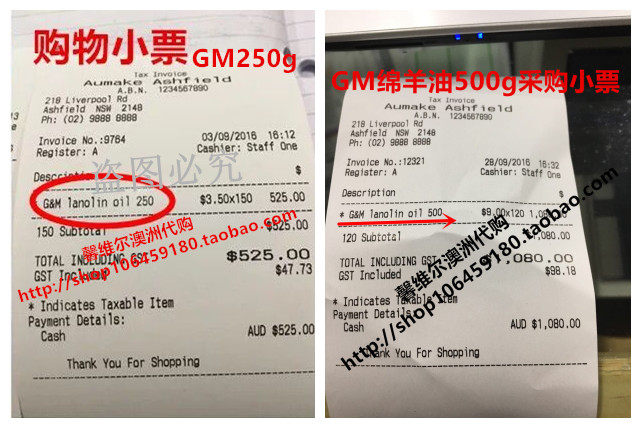 购物小票 GM250g
Tax Invoice
Aumake Ashfield
A.B.N. 1234567890
218 Liverpool Rd
Ashfield NSW 2148
Ph: (02) 9888 8888
Invoice No.:9764 03/09/2016 16:12
Register: A Cashier: Staff One
盗图必究
Description $
G&M lanolin oil 250 $3.50x150 525.00
150 Subtotal $525.00
馨维尔澳洲代购
http://shop106459180.taobao.com
TOTAL INCLUDING GST $525.00
GST Included $47.73
* Indicates Taxable Item
Payment Details:
Cash AUD $525.00
Thank You For Shopping
GM绵羊油500g采购小票
Tax Invoice
Aumake Ashfield
A.B.N. 1234567890
218 Liverpool Rd
Ashfield NSW 2148
Ph: (02) 9888 8888
Invoice No.:12321 28/09/2016 16:32
Register: A Cashier: Staff One
Description $
* G&M lanolin oil 500 $9.00x120
120 Subtotal
TOTAL INCLUDING GST
GST Included $98.18
馨维尔澳洲代购
http://shop106459180.taobao.com
* Indicates Taxable Item
Payment Details:
Cash AUD $1,080.00
Thank You For Shopping